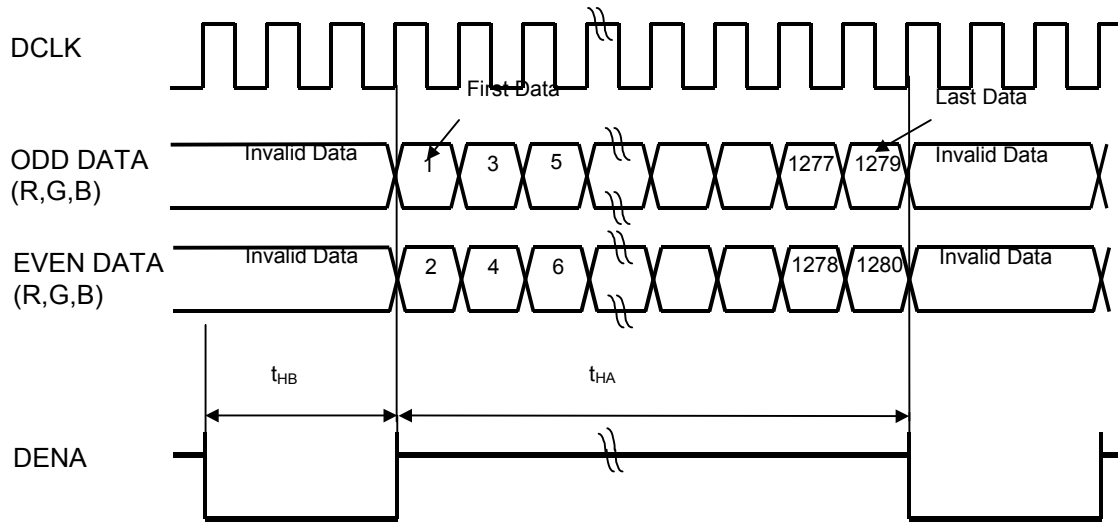 DCLK
First Data
Last Data
ODD DATA
(R,G,B)
Invalid Data
1 3 5 1277 1279
Invalid Data
EVEN DATA
(R,G,B)
Invalid Data
2 4 6 1278 1280
Invalid Data
tHB
tHA
DENA